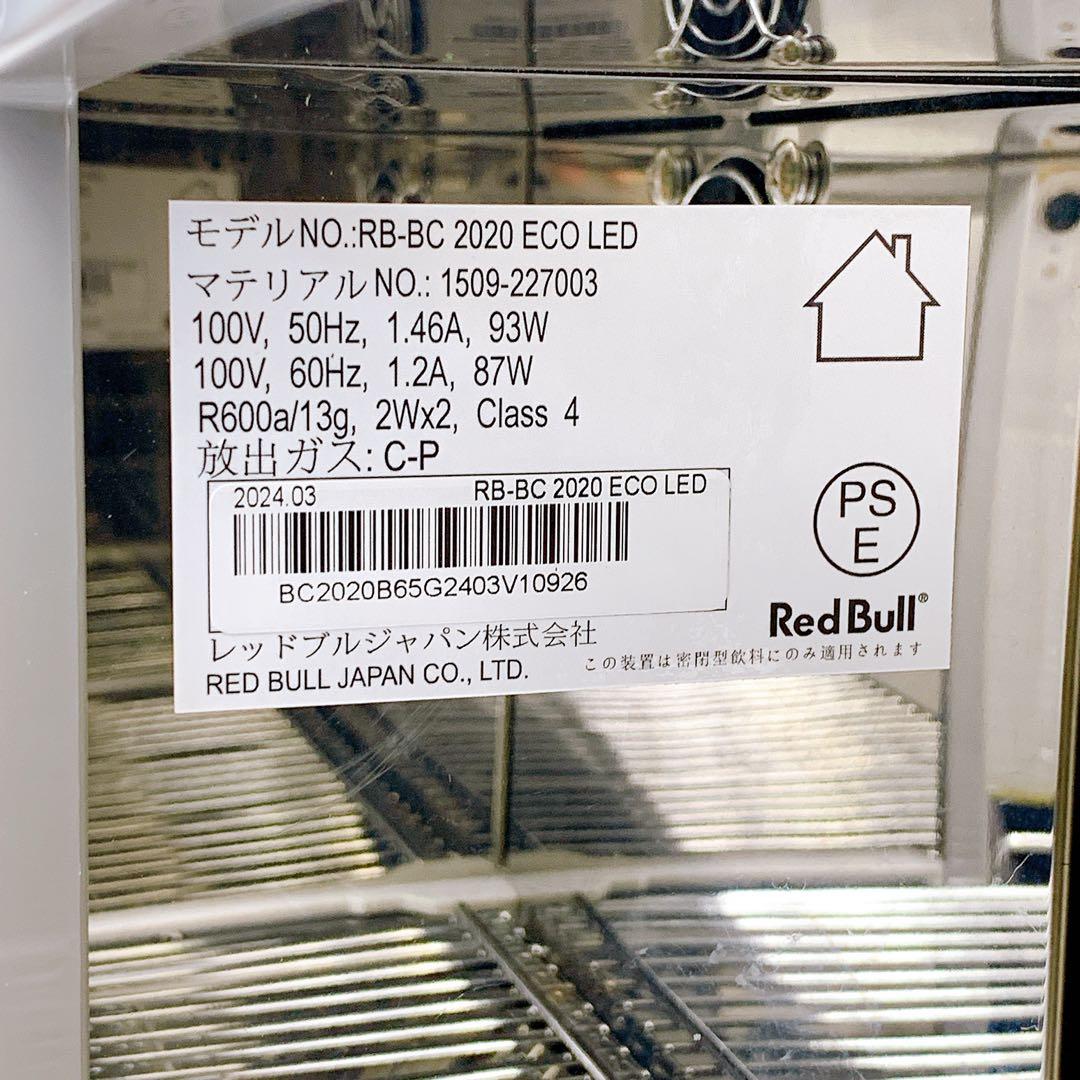 モデルNO.:RB-BC 2020 ECO LED
マテリアルNO.: 1509-227003
100V, 50Hz, 1.46A, 93W
100V, 60Hz, 1.2A, 87W
R600a/13g, 2Wx2, Class 4
放出ガス: C-P
2024.03 RB-BC 2020 ECO LED
BC2020B65G2403V10926
PS
E
Red Bull®
レッドブルジャパン株式会社
この装置は密閉型飲料にのみ適用されます
RED BULL JAPAN CO., LTD.